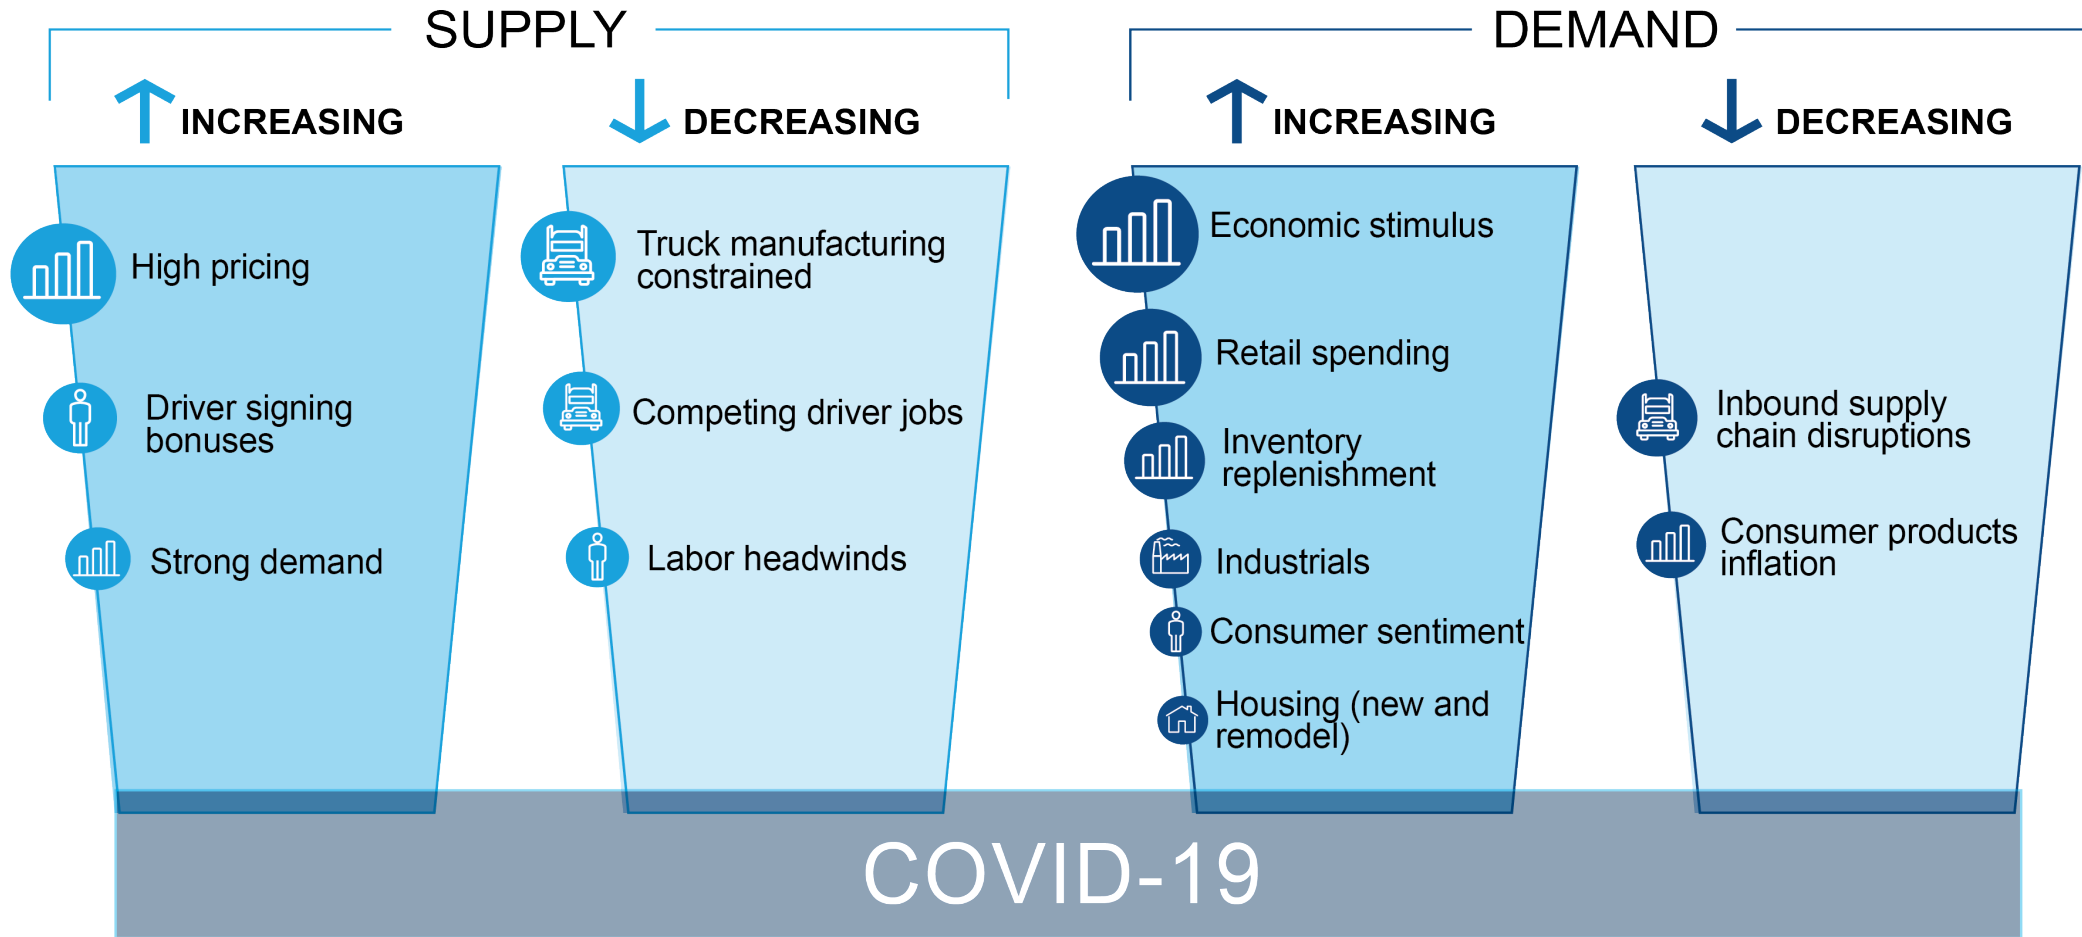 SUPPLY
INCREASING
High pricing
Driver signing
bonuses
Strong demand
DECREASING
Truck manufacturing
constrained
Competing driver jobs
Labor headwinds
DEMAND
INCREASING
Economic stimulus
Retail spending
Inventory
replenishment
Industrials
Consumer sentiment
Housing (new and
remodel)
DECREASING
Inbound supply
chain disruptions
Consumer products
inflation
COVID-19